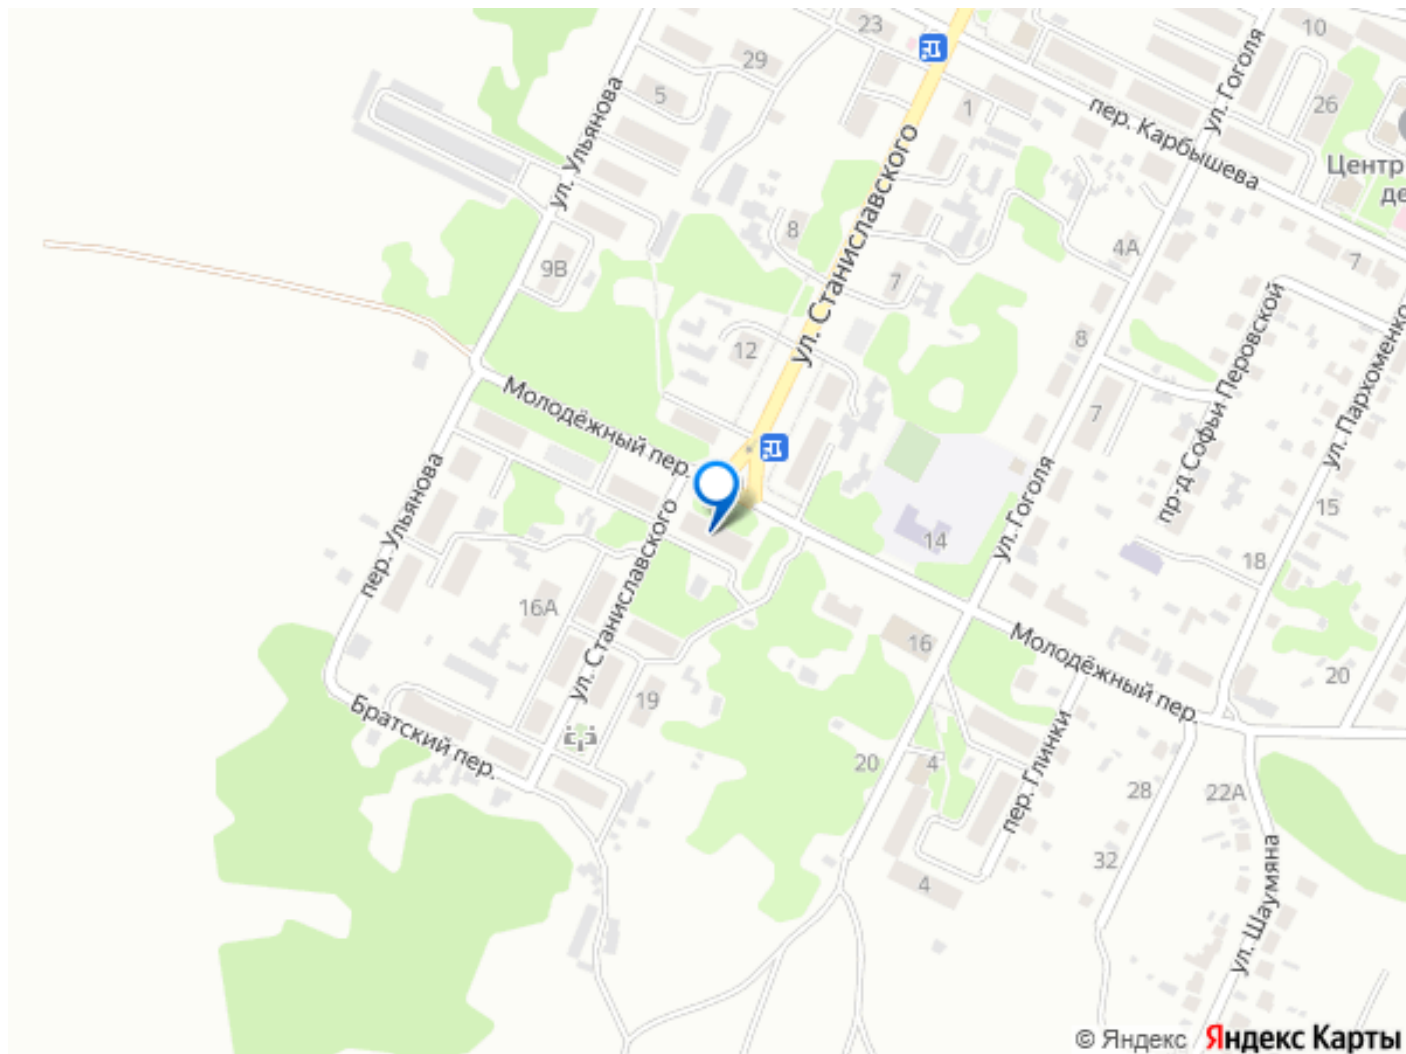 23
10
29
ул. Гоголя
ул. Ульянова
5
1
26
пер. Карбышева
ул. Станиславского
Центр
де
8
4А
7
9В
7
12
8
пр-д Софьи Перовской
ул. Пархоменко
Молодёжный пер.
7
пер. Ульянова
ул. Станиславского
ул. Гоголя
15
14
18
16А
16
Молодёжный пер.
20
19
Братский пер.
20
4
пер. Глинки
28
22А
32
ул. Шаумяна
4
© Яндекс Яндекс Карты